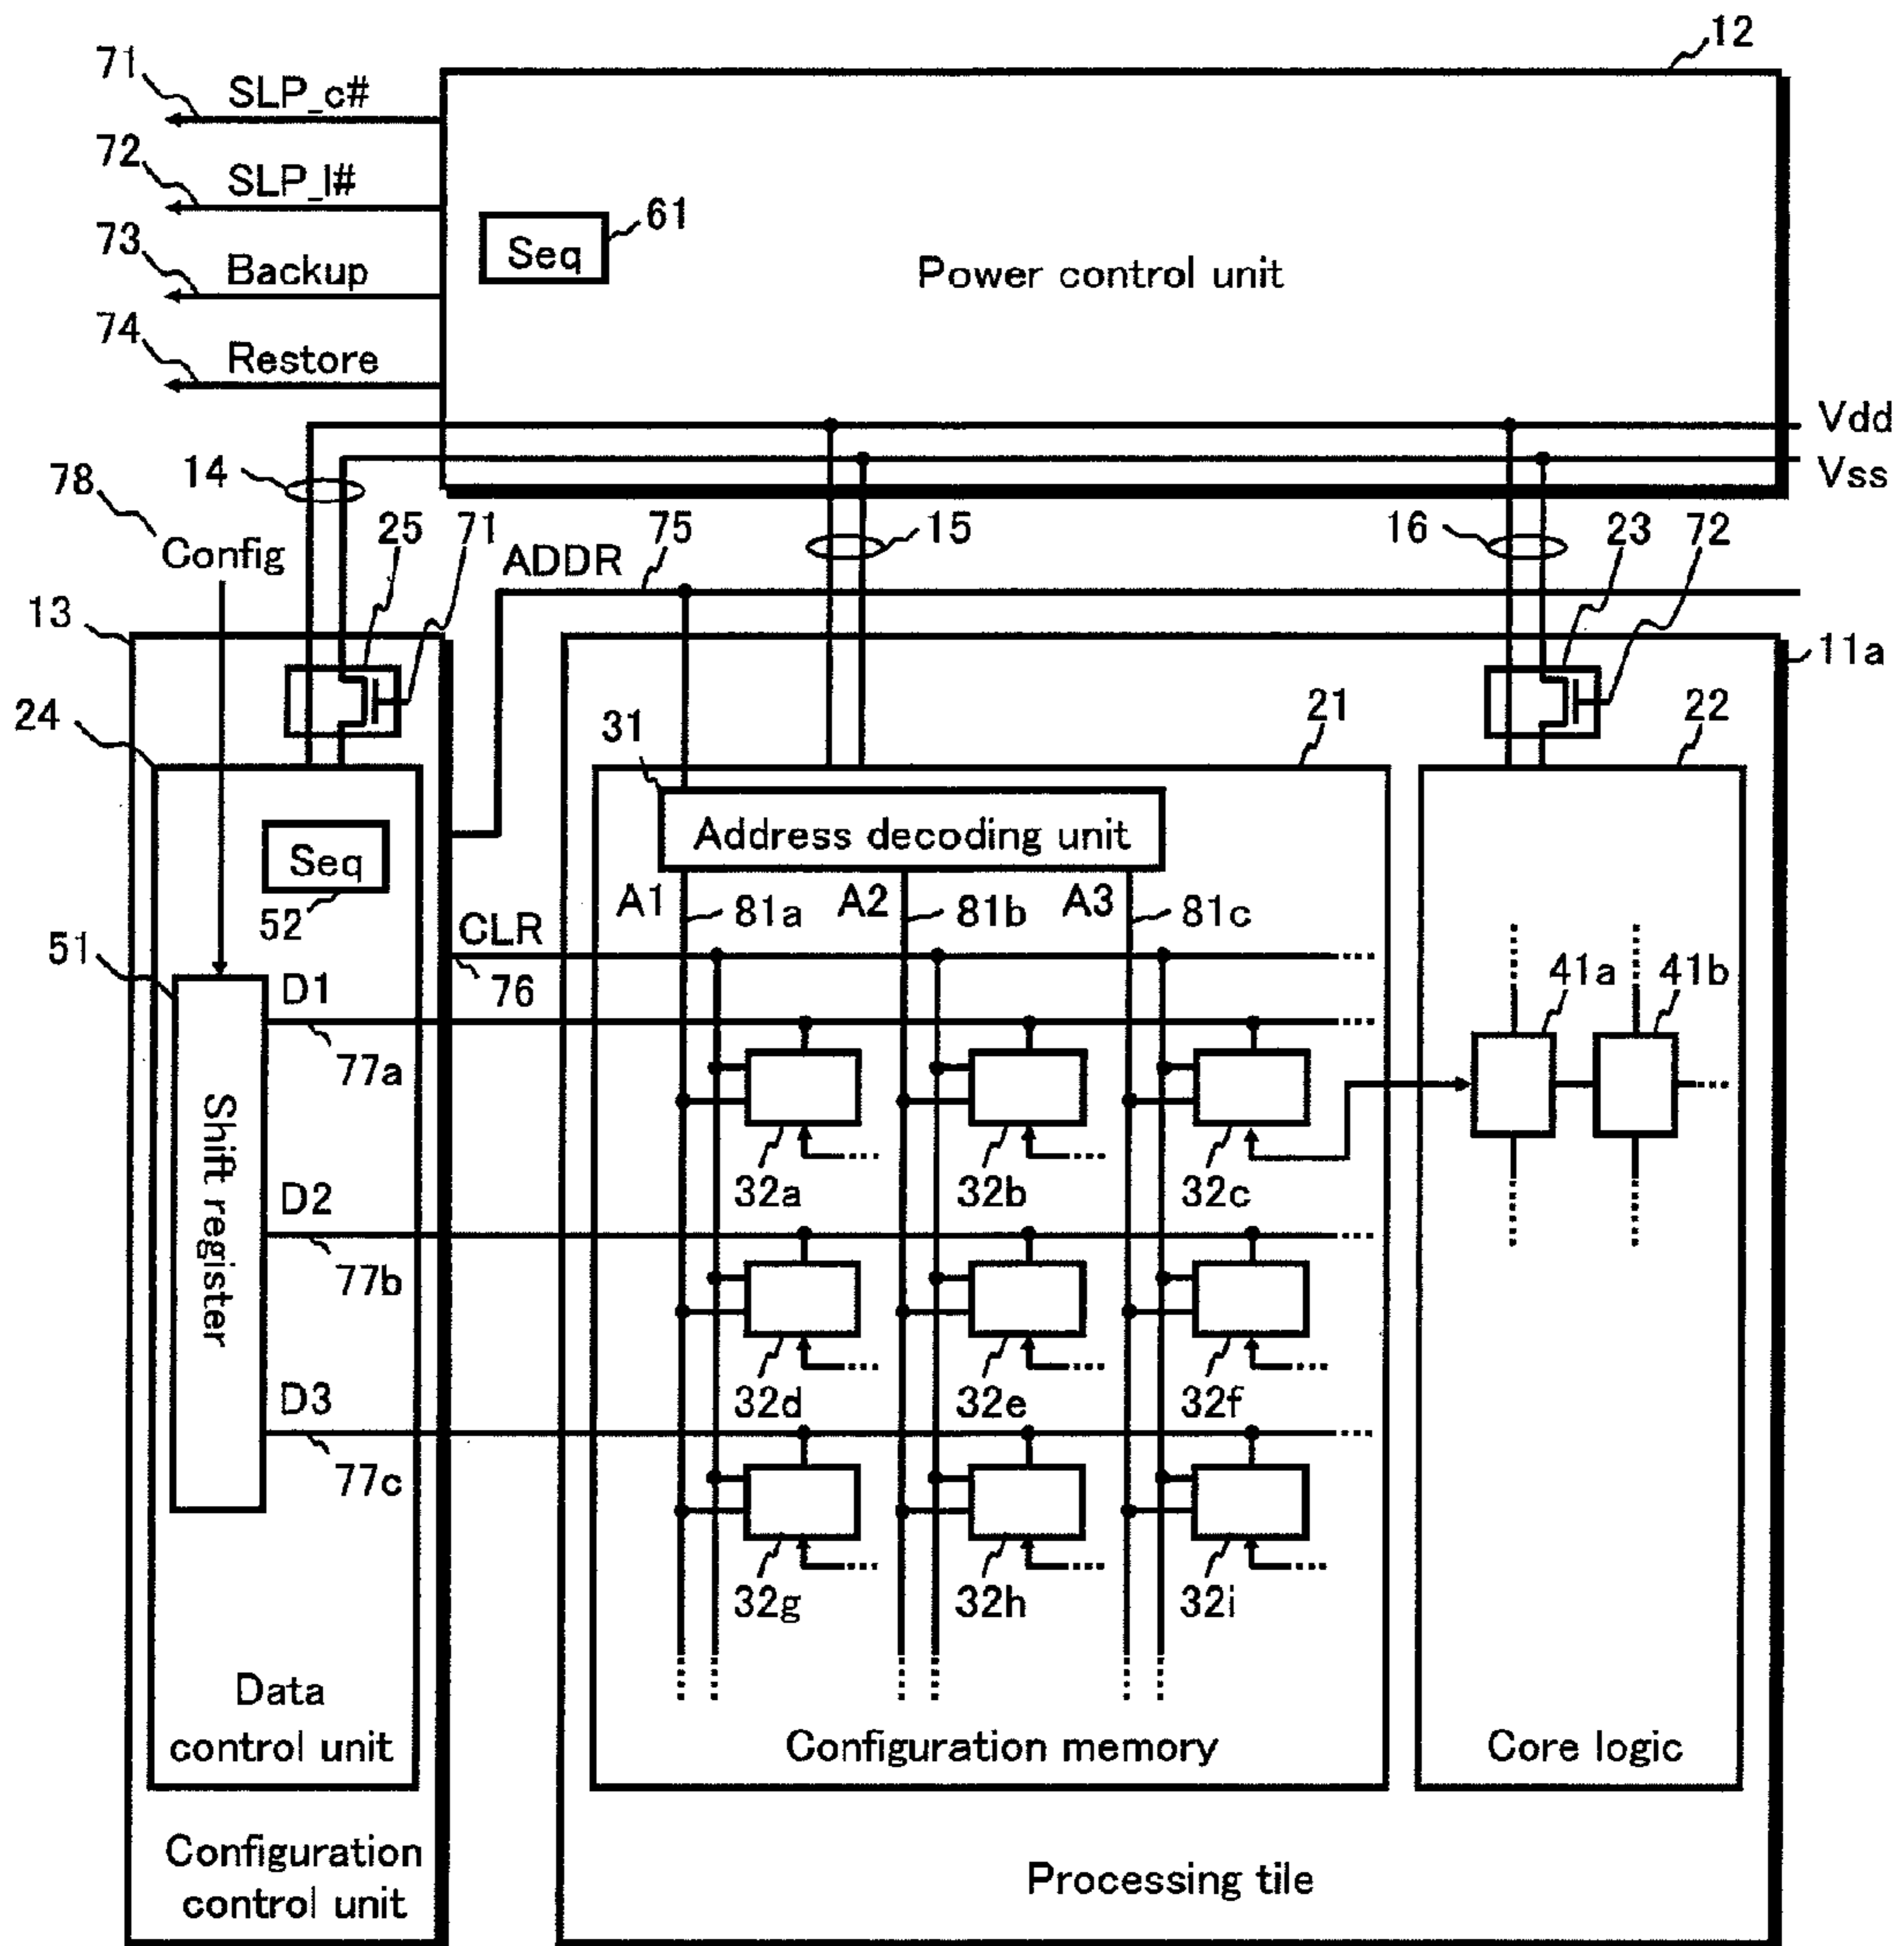 12
71
SLP_c#
72
SLP_l#
61
Seq
73
Backup
Power control unit
74
Restore
Vdd
Vss
78
14
Config
25
71
75
15
16
23
72
ADDR
13
11a
24
31
21
22
Address decoding unit
Seq
52
A1
81a
A2
81b
A3
81c
51
CLR
76
D1
41a
41b
77a
Shift register
32a
32b
32c
D2
77b
32d
32e
32f
D3
77c
32g
32h
32i
Data
control unit
Configuration memory
Core logic
Configuration
control unit
Processing tile